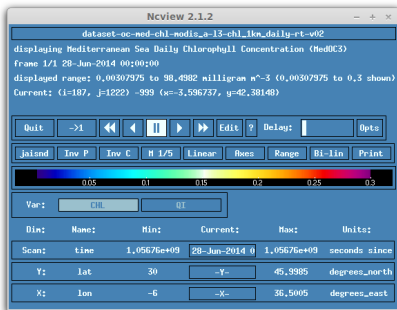 Ncview 2.1.2
dataset-oc-med-chl-modis_a-l3-chl_1km_daily-rt-v02
displaying Mediterranean Sea Daily Chlorophyll Concentration (MedOC3)
frame 1/1 28-Jun-2014 00:00:00
displayed range: 0.00307975 to 98.4982 milligram m^-3 (0.00307975 to 0.3 shown)
Current: (i=187, j=1222) -999 (x=-3.596737, y=42.38148)
Quit ->1 Edit ? Delay: Opts
jaisnd Inv P Inv C M 1/5 Linear Axes Range Bi-lin Print
0.05 0.1 0.15 0.2 0.25 0.3
Var: CHL QI
Dim: Name: Min: Current: Max: Units:
Scan: time 1.05676e+09 28-Jun-2014 0 1.05676e+09 seconds since
Y: lat 30 -Y- 45.9985 degrees_north
X: lon -6 -X- 36.5005 degrees_east